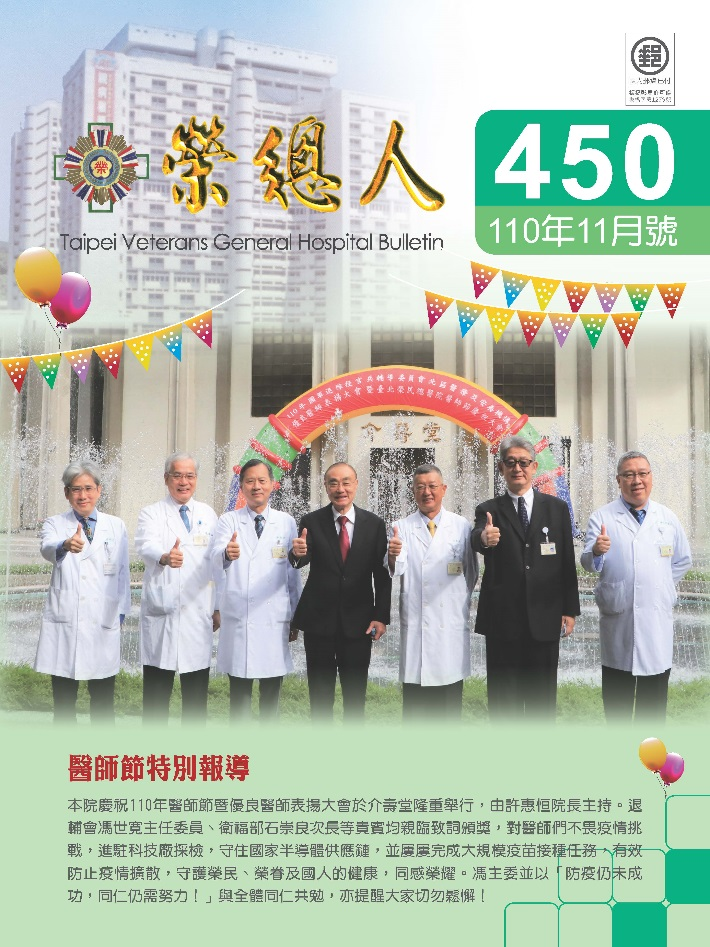 榮總人
Taipei Veterans General Hospital Bulletin
450
110年11月號
介壽堂
醫師節特別報導
本院慶祝110年醫師節暨優良醫師表揚大會於介壽堂隆重舉行，由許惠恒院長主持。退
輔會馮世寬主任委員、衛福部石崇良次長等貴賓均親臨致詞頒獎，對醫師們不畏疫情挑
戰，進駐科技廠採檢，守住國家半導體供應鏈，並屢屢完成大規模疫苗接種任務，有效
防止疫情擴散，守護榮民、榮眷及國人的健康，同感榮耀。馮主委並以「防疫仍未成
功，同仁仍需努力！」與全體同仁共勉，亦提醒大家切勿鬆懈！